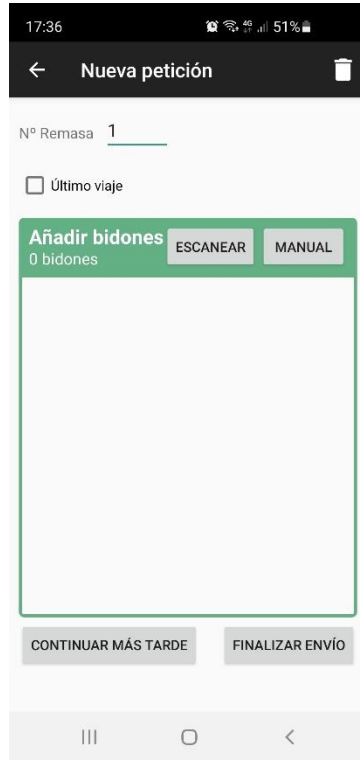 17:36 4G 51%
Nueva petición
Nº Remasa 1
Último viaje
Añadir bidones ESCANEAR MANUAL
0 bidones
CONTINUAR MÁS TARDE FINALIZAR ENVÍO